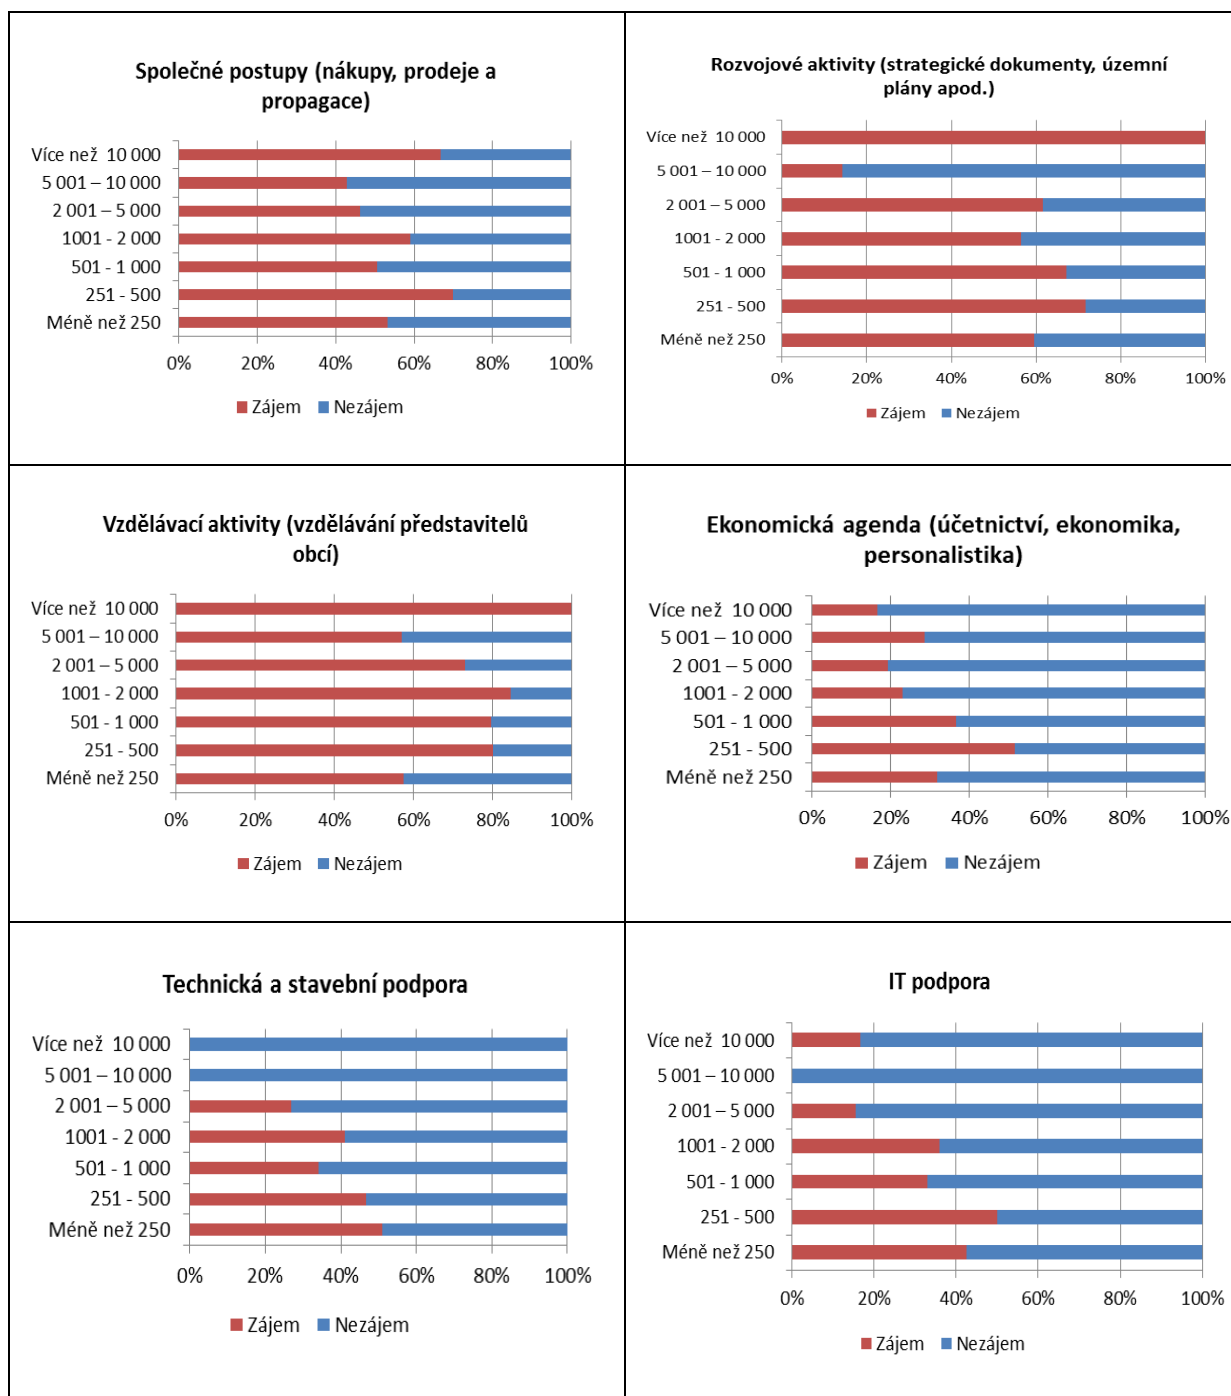 Společné postupy (nákupy, prodeje a
propagace)
Více než 10 000
5 001 – 10 000
2 001 – 5 000
1001 - 2 000
501 - 1 000
251 - 500
Méně než 250
0% 20% 40% 60% 80% 100%
Zájem Nezájem
Rozvojové aktivity (strategické dokumenty, územní
plány apod.)
Více než 10 000
5 001 – 10 000
2 001 – 5 000
1001 - 2 000
501 - 1 000
251 - 500
Méně než 250
0% 20% 40% 60% 80% 100%
Zájem Nezájem
Vzdělávací aktivity (vzdělávání představitelů
obcí)
Více než 10 000
5 001 – 10 000
2 001 – 5 000
1001 - 2 000
501 - 1 000
251 - 500
Méně než 250
0% 20% 40% 60% 80% 100%
Zájem Nezájem
Ekonomická agenda (účetnictví, ekonomika,
personalistika)
Více než 10 000
5 001 – 10 000
2 001 – 5 000
1001 - 2 000
501 - 1 000
251 - 500
Méně než 250
0% 20% 40% 60% 80% 100%
Zájem Nezájem
Technická a stavební podpora
Více než 10 000
5 001 – 10 000
2 001 – 5 000
1001 - 2 000
501 - 1 000
251 - 500
Méně než 250
0% 20% 40% 60% 80% 100%
Zájem Nezájem
IT podpora
Více než 10 000
5 001 – 10 000
2 001 – 5 000
1001 - 2 000
501 - 1 000
251 - 500
Méně než 250
0% 20% 40% 60% 80% 100%
Zájem Nezájem